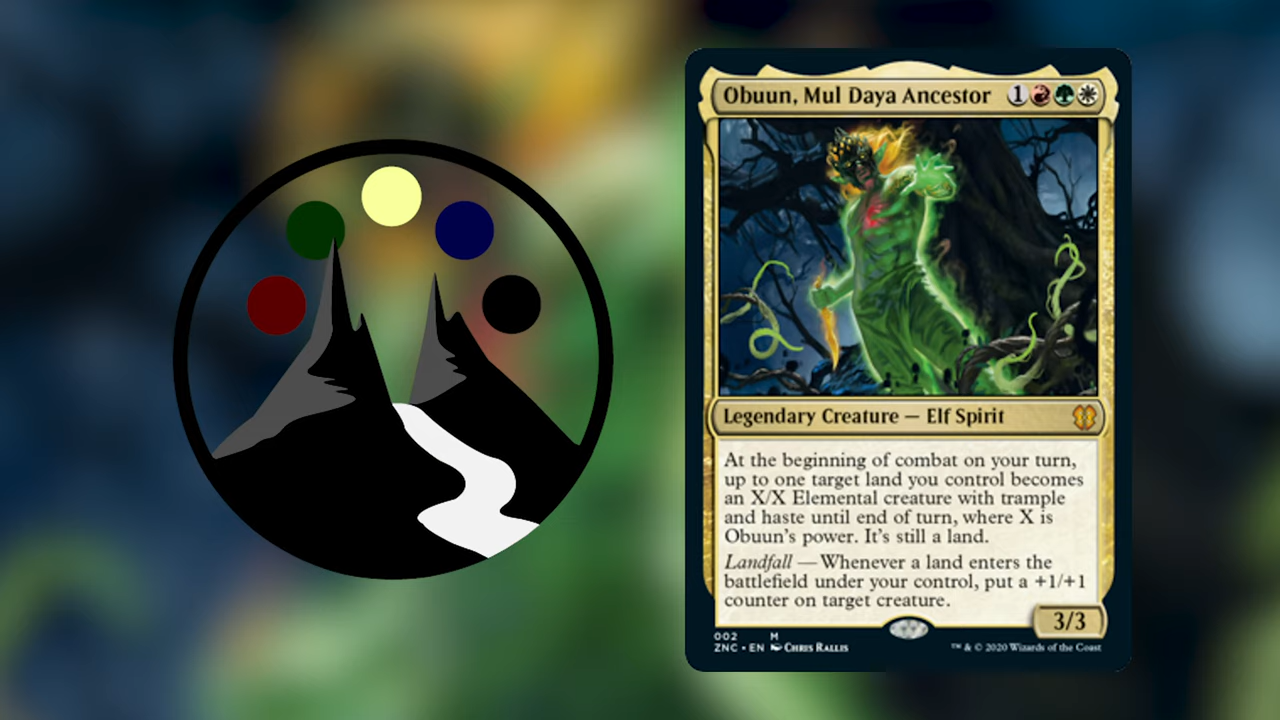 Obuun, Mul Daya Ancestor 1
Legendary Creature — Elf Spirit
At the beginning of combat on your turn,
up to one target land you control becomes
an X/X Elemental creature with trample
and haste until end of turn, where X is
Obuun's power. It's still a land.
Landfall — Whenever a land enters the
battlefield under your control, put a +1/+1
counter on target creature.
3/3
002 M
ZNC • EN Chris Rallis
™ & © 2020 Wizards of the Coast